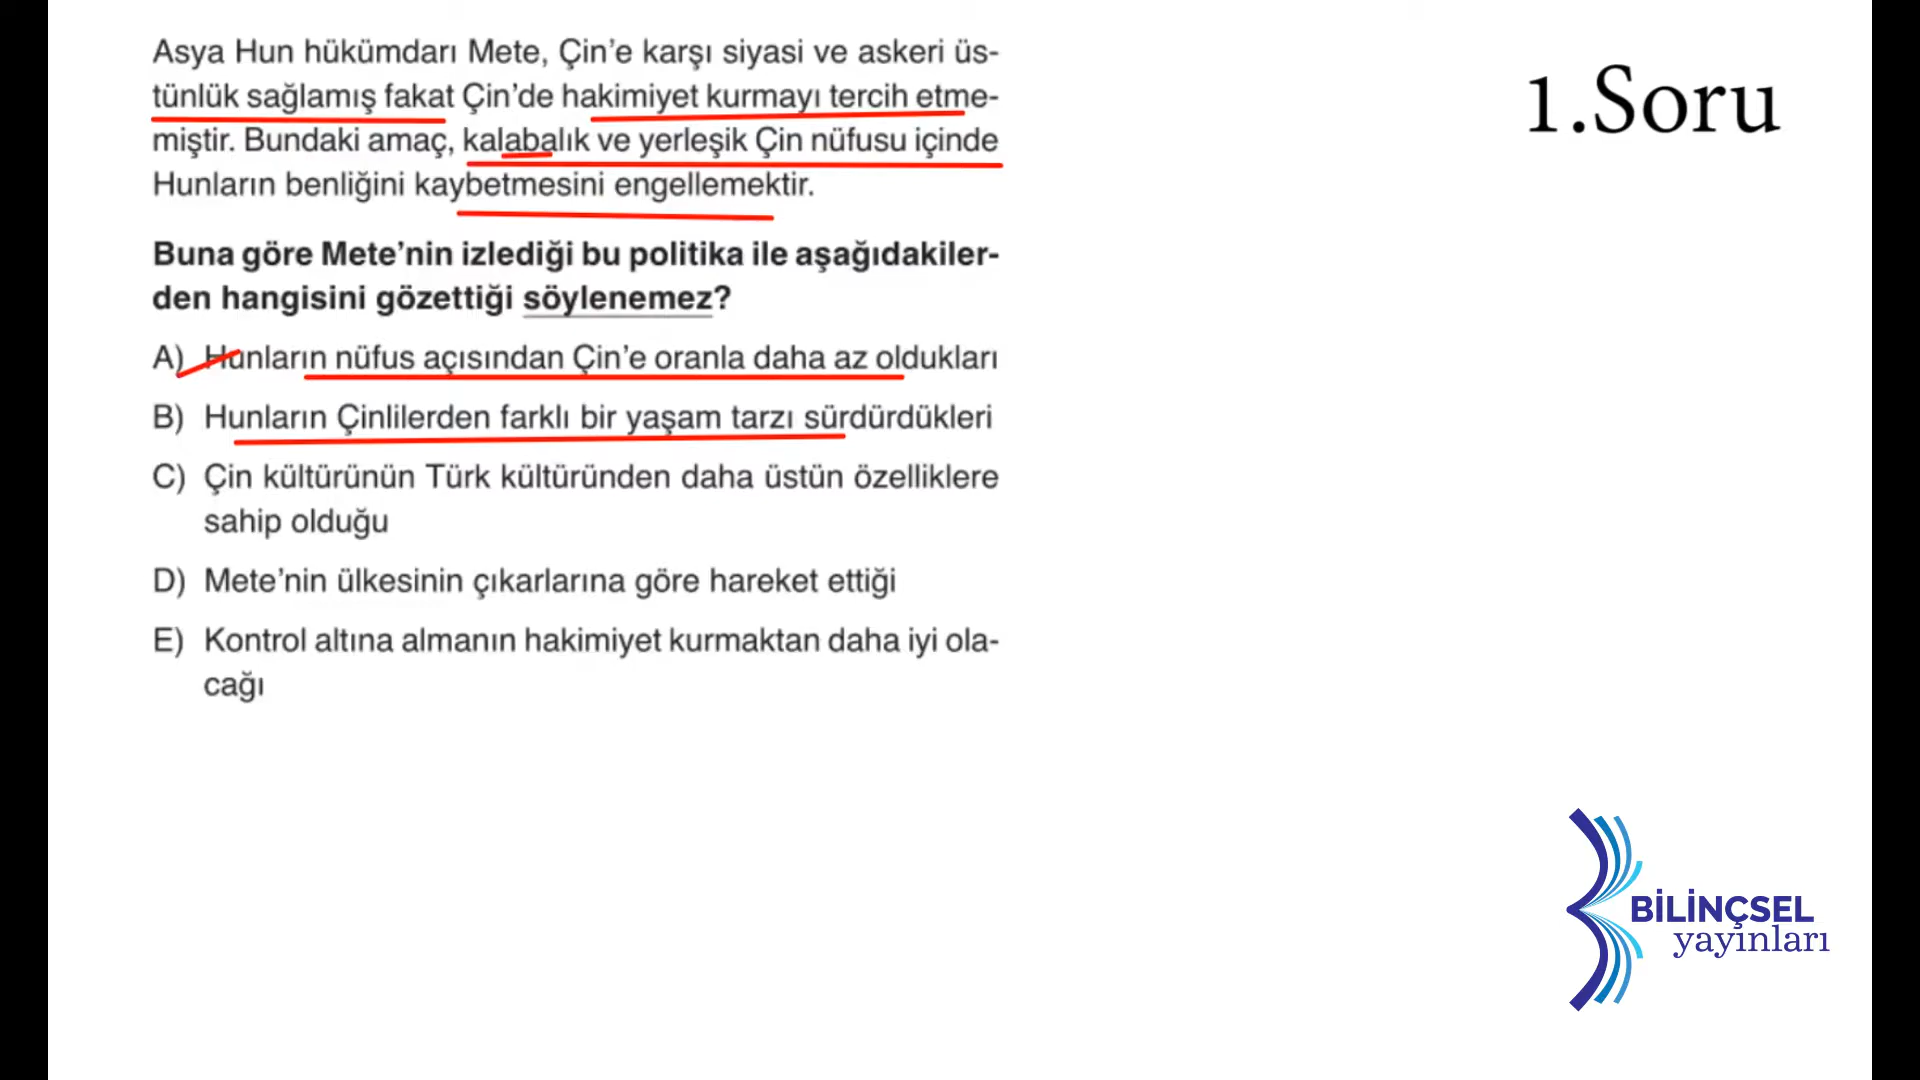 Asya Hun hükümdarı Mete, Çin’e karşı siyasi ve askeri üs-
tünlük sağlamış fakat Çin’de hakimiyet kurmayı tercih etme-
miştir. Bundaki amaç, kalabalık ve yerleşik Çin nüfusu içinde
Hunların benliğini kaybetmesini engellemektir.
Buna göre Mete’nin izlediği bu politika ile aşağıdakiler-
den hangisini gözettiği söylenemez?
A) Hunların nüfus açısından Çin’e oranla daha az oldukları
B) Hunların Çinlilerden farklı bir yaşam tarzı sürdürdükleri
C) Çin kültürünün Türk kültüründen daha üstün özelliklere
sahip olduğu
D) Mete’nin ülkesinin çıkarlarına göre hareket ettiği
E) Kontrol altına almanın hakimiyet kurmaktan daha iyi ola-
cağı
1.Soru
BİLİNÇSEL
yayınları